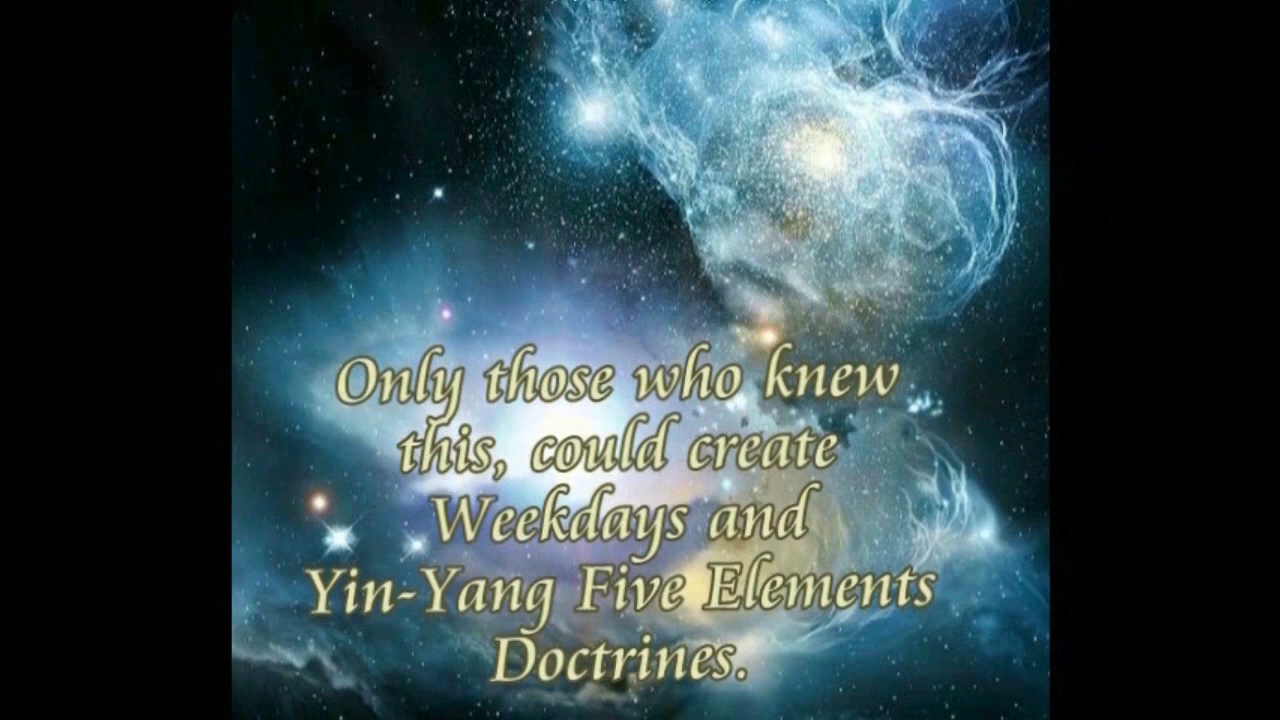 Only those who knew
this, could create
Weekdays and
Yin-Yang Five Elements
Doctrines.